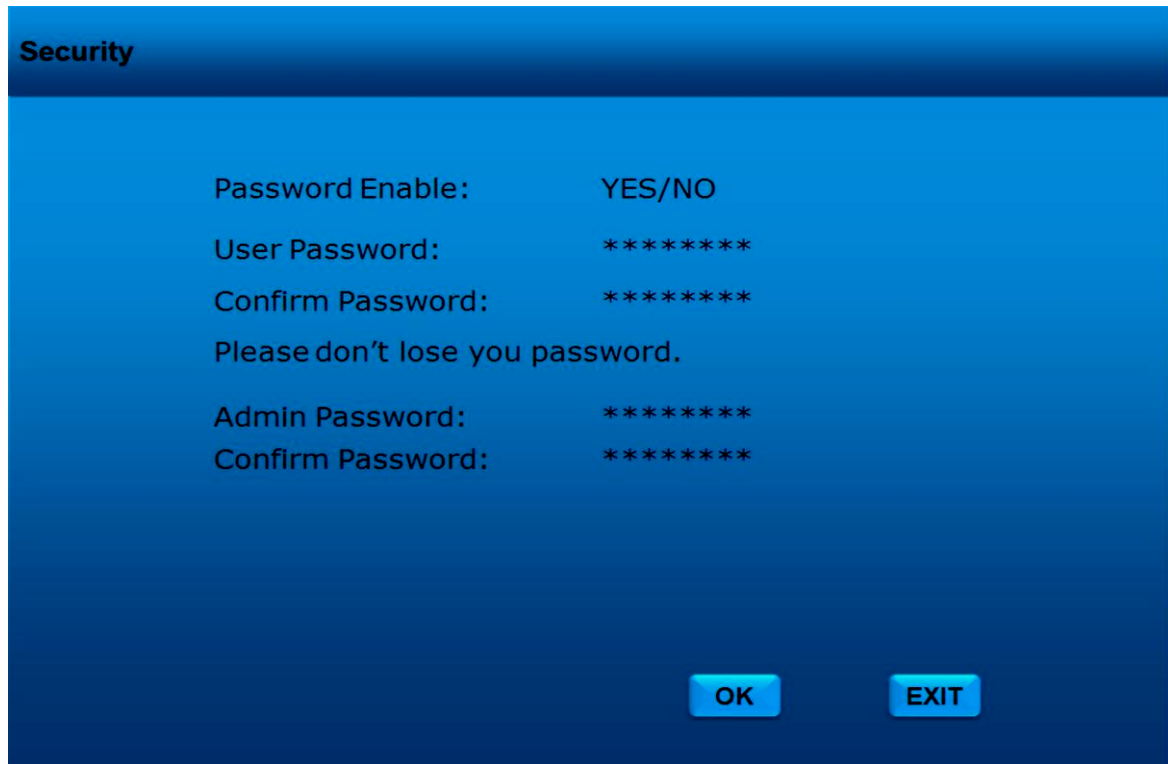 Security
Password Enable: YES/NO
User Password: ********
Confirm Password: ********
Please don’t lose you password.
Admin Password: ********
Confirm Password: ********
OK EXIT